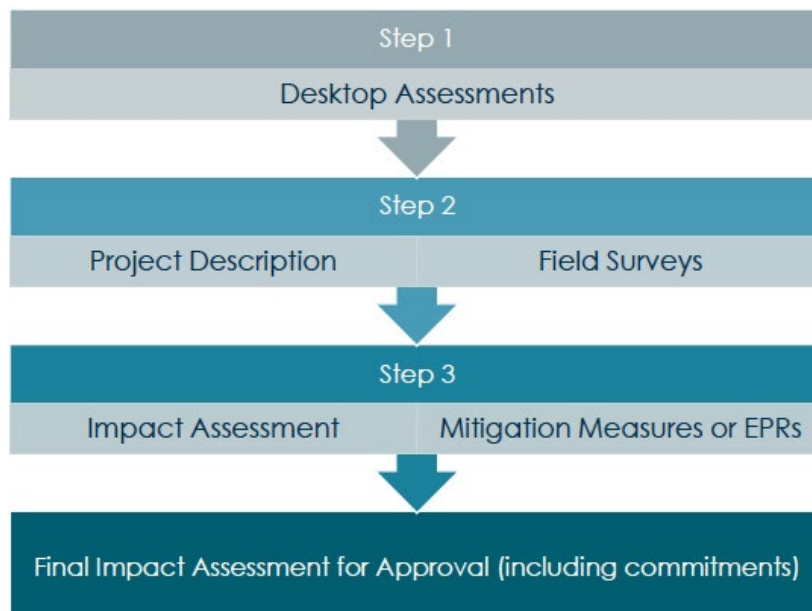 Step 1
Desktop Assessments
Step 2
Project Description
Field Surveys
Step 3
Impact Assessment
Mitigation Measures or EPRs
Final Impact Assessment for Approval (including commitments)